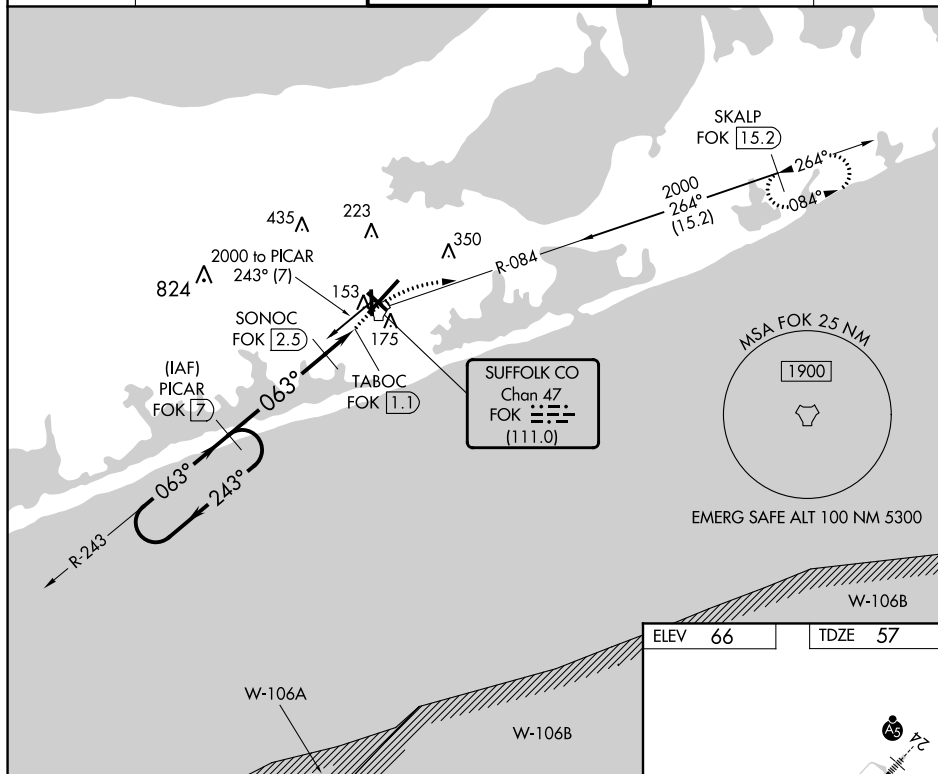 SKALP
FOK 15.2
264°
084°
2000
264°
(15.2)
R-084
435
223
350
2000 to PICAR
243° (7)
824
153
175
SONOC
FOK 2.5
(IAF)
PICAR
FOK 7
063°
TABOC
FOK 1.1
SUFFOLK CO
Chan 47
FOK
(111.0)
063°
243°
R-243
MSA FOK 25 NM
1900
EMERG SAFE ALT 100 NM 5300
W-106B
ELEV 66
TDZE 57
W-106A
W-106B
A5
24